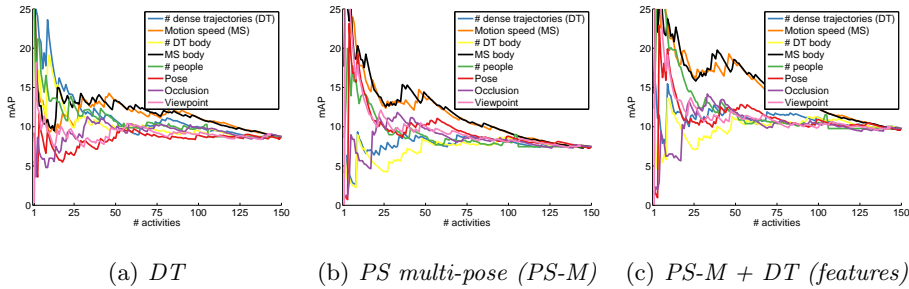 25
20
15
10
5
0
mAP
1 25 50 75 100 125 150
# activities
# dense trajectories (DT)
Motion speed (MS)
# DT body
MS body
# people
Pose
Occlusion
Viewpoint
(a) DT
25
20
15
10
5
0
mAP
1 25 50 75 100 125 150
# activities
# dense trajectories (DT)
Motion speed (MS)
# DT body
MS body
# people
Pose
Occlusion
Viewpoint
(b) PS multi-pose (PS-M)
25
20
15
10
5
0
mAP
1 25 50 75 100 125 150
# activities
# dense trajectories (DT)
Motion speed (MS)
# DT body
MS body
# people
Pose
Occlusion
Viewpoint
(c) PS-M + DT (features)